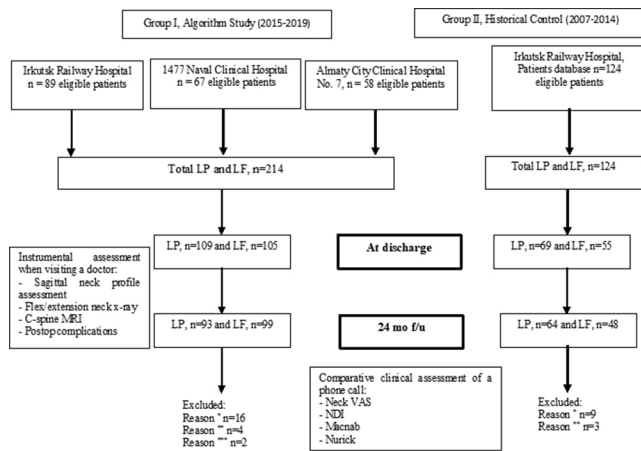 Group I, Algorithm Study (2015-2019)
Group II, Historical Control (2007-2014)
Irkutsk Railway Hospital
n = 89 eligible patients
1477 Naval Clinical Hospital
n = 67 eligible patients
Almaty City Clinical Hospital
No. 7, n = 58 eligible patients
Irkutsk Railway Hospital,
Patients database n=124
eligible patients
Total LP and LF, n=214
Total LP and LF, n=124
LP, n=109 and LF, n=105
At discharge
LP, n=69 and LF, n=55
Instrumental assessment
when visiting a doctor:
- Sagittal neck profile
assessment
- Flex/extension neck x-ray
- C-spine MRI
- Postop complications
LP, n=93 and LF, n=99
24 mo f/u
LP, n=64 and LF, n=48
Comparative clinical assessment of a
phone call:
- Neck VAS
- NDI
- Macnab
- Nurick
Excluded:
Reason * n=16
Reason ** n=4
Reason *** n=2
Excluded:
Reason * n=9
Reason ** n=3